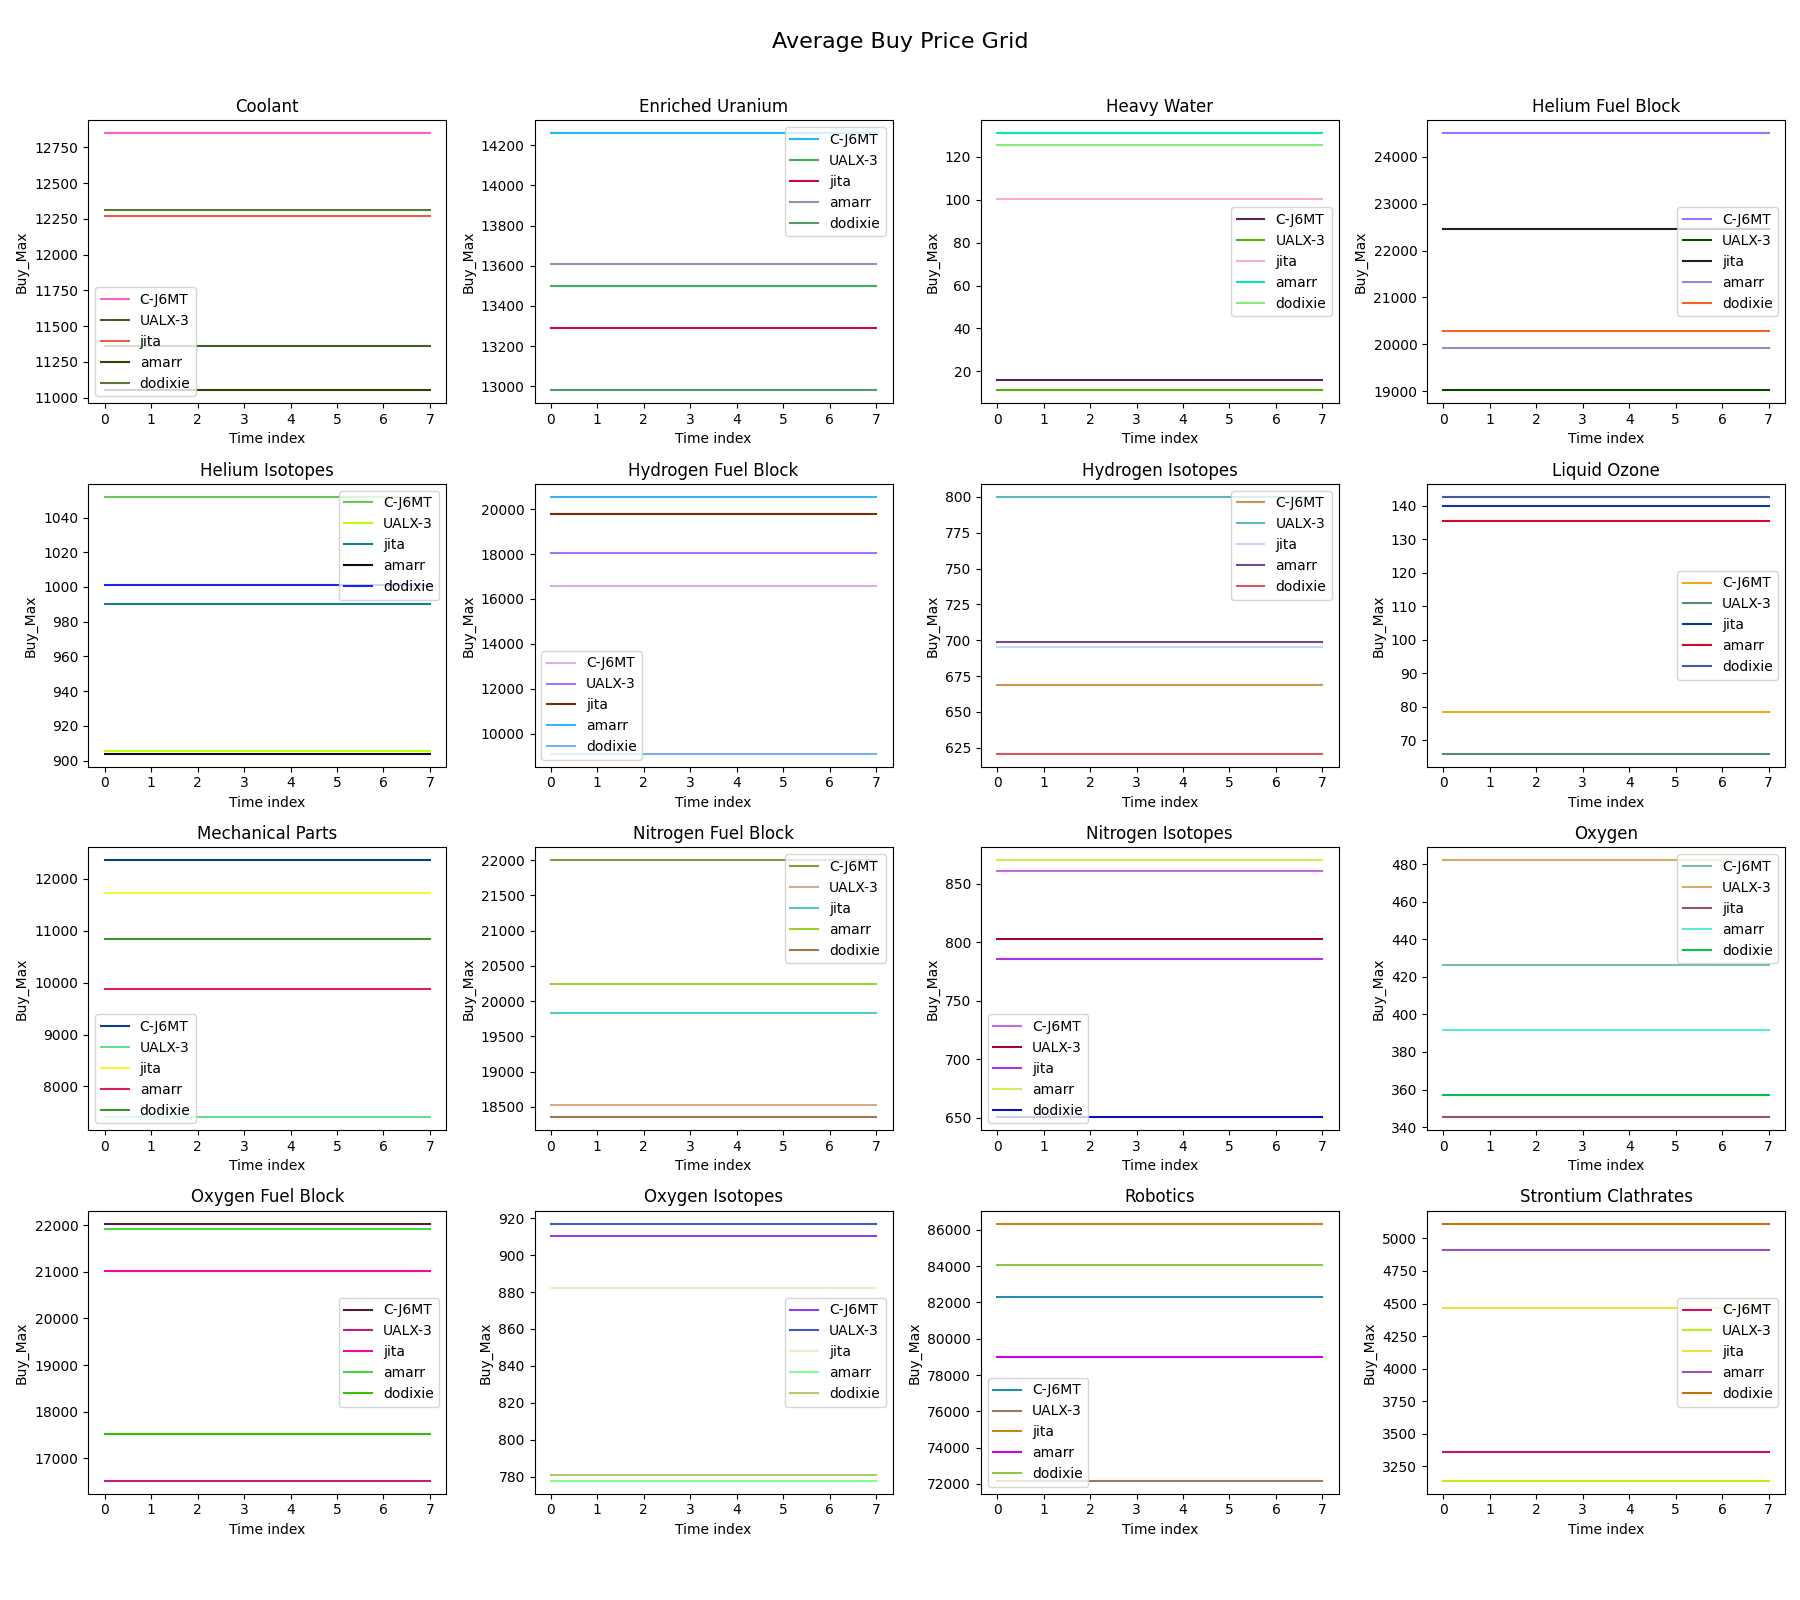 Average Buy Price Grid
Coolant
Buy_Max
12750
12500
12250
12000
11750
11500
11250
11000
C-J6MT
UALX-3
jita
amarr
dodixie
0 1 2 3 4 5 6 7
Time index
Enriched Uranium
Buy_Max
14200
14000
13800
13600
13400
13200
13000
C-J6MT
UALX-3
jita
amarr
dodixie
0 1 2 3 4 5 6 7
Time index
Heavy Water
Buy_Max
120
100
80
60
40
20
C-J6MT
UALX-3
jita
amarr
dodixie
0 1 2 3 4 5 6 7
Time index
Helium Fuel Block
Buy_Max
24000
23000
22000
21000
20000
19000
C-J6MT
UALX-3
jita
amarr
dodixie
0 1 2 3 4 5 6 7
Time index
Helium Isotopes
Buy_Max
1040
1020
1000
980
960
940
920
900
C-J6MT
UALX-3
jita
amarr
dodixie
0 1 2 3 4 5 6 7
Time index
Hydrogen Fuel Block
Buy_Max
20000
18000
16000
14000
12000
10000
C-J6MT
UALX-3
jita
amarr
dodixie
0 1 2 3 4 5 6 7
Time index
Hydrogen Isotopes
Buy_Max
800
775
750
725
700
675
650
625
C-J6MT
UALX-3
jita
amarr
dodixie
0 1 2 3 4 5 6 7
Time index
Liquid Ozone
Buy_Max
140
130
120
110
100
90
80
70
C-J6MT
UALX-3
jita
amarr
dodixie
0 1 2 3 4 5 6 7
Time index
Mechanical Parts
Buy_Max
12000
11000
10000
9000
8000
C-J6MT
UALX-3
jita
amarr
dodixie
0 1 2 3 4 5 6 7
Time index
Nitrogen Fuel Block
Buy_Max
22000
21500
21000
20500
20000
19500
19000
18500
C-J6MT
UALX-3
jita
amarr
dodixie
0 1 2 3 4 5 6 7
Time index
Nitrogen Isotopes
Buy_Max
850
800
750
700
650
C-J6MT
UALX-3
jita
amarr
dodixie
0 1 2 3 4 5 6 7
Time index
Oxygen
Buy_Max
480
460
440
420
400
380
360
340
C-J6MT
UALX-3
jita
amarr
dodixie
0 1 2 3 4 5 6 7
Time index
Oxygen Fuel Block
Buy_Max
22000
21000
20000
19000
18000
17000
C-J6MT
UALX-3
jita
amarr
dodixie
0 1 2 3 4 5 6 7
Time index
Oxygen Isotopes
Buy_Max
920
900
880
860
840
820
800
780
C-J6MT
UALX-3
jita
amarr
dodixie
0 1 2 3 4 5 6 7
Time index
Robotics
Buy_Max
86000
84000
82000
80000
78000
76000
74000
72000
C-J6MT
UALX-3
jita
amarr
dodixie
0 1 2 3 4 5 6 7
Time index
Strontium Clathrates
Buy_Max
5000
4750
4500
4250
4000
3750
3500
3250
C-J6MT
UALX-3
jita
amarr
dodixie
0 1 2 3 4 5 6 7
Time index